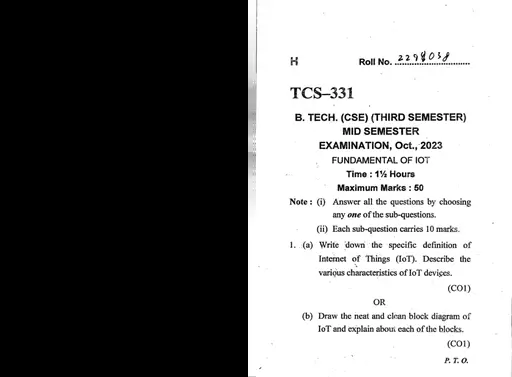 H
Roll No. 2298038
TCS–331
B. TECH. (CSE) (THIRD SEMESTER)
MID SEMESTER
EXAMINATION, Oct., 2023
FUNDAMENTAL OF IOT
Time : 1½ Hours
Maximum Marks : 50
Note : (i) Answer all the questions by choosing
any one of the sub-questions.
(ii) Each sub-question carries 10 marks.
1. (a) Write down the specific definition of
Internet of Things (IoT). Describe the
various characteristics of IoT devices.
(CO1)
OR
(b) Draw the neat and clean block diagram of
IoT and explain about each of the blocks.
(CO1)
P. T. O.